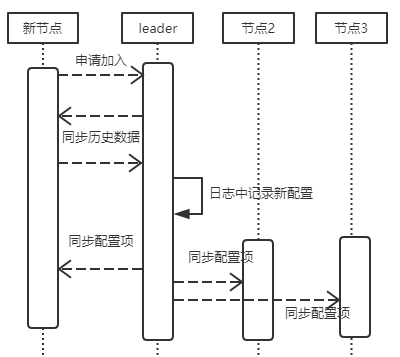 新节点
leader
节点2
节点3
申请加入
同步历史数据
日志中记录新配置
同步配置项
同步配置项
同步配置项